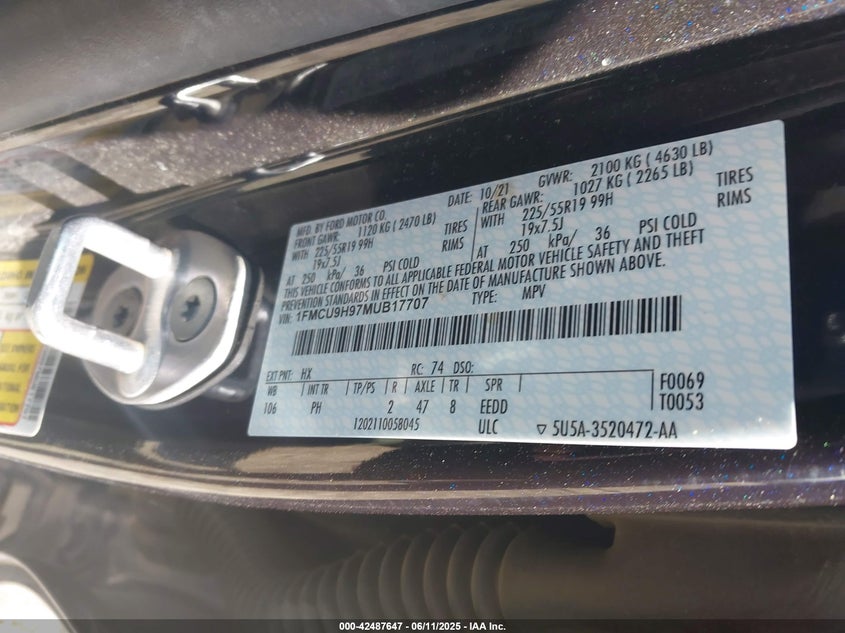 MFD. BY FORD MOTOR CO.
DATE: 10/21 GVWR: 2100 KG ( 4630 LB)
FRONT GAWR: 1120 KG ( 2470 LB) REAR GAWR: 1027 KG ( 2265 LB)
WITH 225/55R19 99H TIRES WITH 225/55R19 99H TIRES
19x7.5J RIMS 19x7.5J RIMS
AT 250 kPa/ 36 PSI COLD AT 250 kPa/ 36 PSI COLD
THIS VEHICLE CONFORMS TO ALL APPLICABLE FEDERAL MOTOR VEHICLE SAFETY AND THEFT
PREVENTION STANDARDS IN EFFECT ON THE DATE OF MANUFACTURE SHOWN ABOVE.
VIN: 1FMCU9H97MUB17707 TYPE: MPV
EXT PNT: HX RC: 74 DSO:
WB INT TR TP/PS R AXLE TR SPR F0069
106 PH 2 47 8 EEDD T0053
1202110058045 ULC ▽ 5U5A-3520472-AA
000-42487647 - 06/11/2025 - IAA Inc.